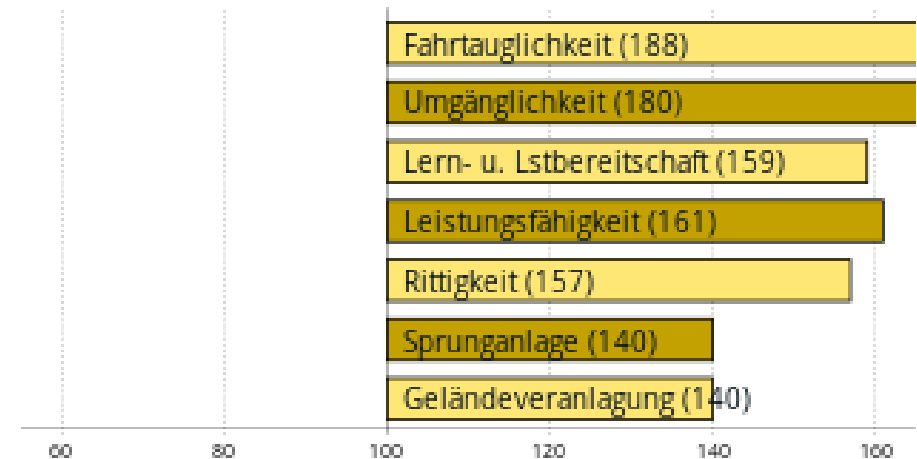 Fahrtauglichkeit (188)
Umgänglichkeit (180)
Lern- u. Lstbereitschaft (159)
Leistungsfähigkeit (161)
Rittigkeit (157)
Sprunganlage (140)
Geländeveranlagung (140)
60 80 100 120 140 160